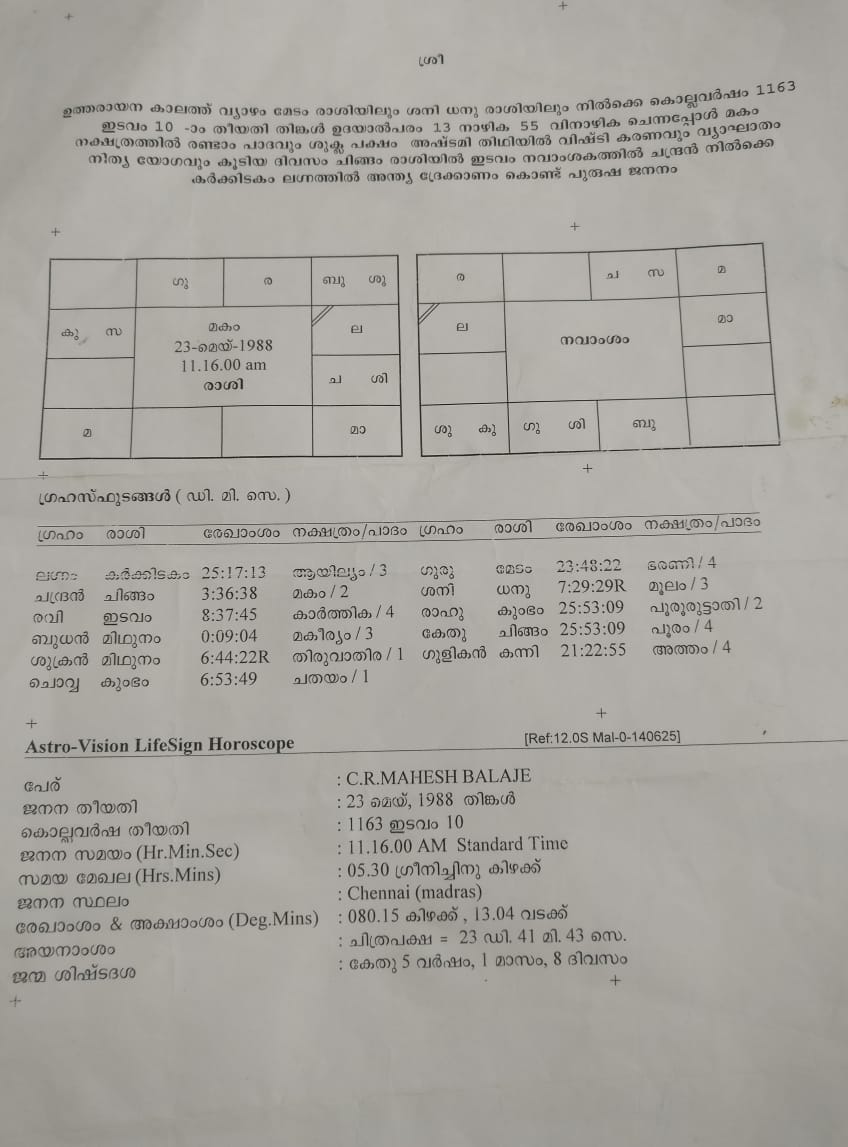 ശ്രീ
ഉത്തരായന കാലത്ത് വ്യാഴം മേടം രാശിയിലും ശനി ധനു രാശിയിലും നിൽക്കെ കൊല്ലവർഷം 1163
ഇടവം 10 -ാം തീയതി തിങ്കൾ ഉദയാൽപരം 13 നാഴിക 55 വിനാഴിക ചെന്നപ്പോൾ മകം
നക്ഷത്രത്തിൽ രണ്ടാം പാദവും ശുക്ല പക്ഷം അഷ്ടമി തിഥിയിൽ വിഷ്ടി കരണവും വ്യാഘാതം
നിത്യ യോഗവും കൂടിയ ദിവസം ചിങ്ങം രാശിയിൽ ഇടവം നവാംശകത്തിൽ ചന്ദ്രൻ നിൽക്കെ
കർക്കിടകം ലഗ്നത്തിൽ അന്ത്യ ദ്രേക്കാണം കൊണ്ട് പുരുഷ ജനനം
ഗു ര ബു ശു
കു സ ല
മകം
23-മെയ്-1988
11.16.00 am
രാശി
ച ശി
മ മാ
ര ച സ മ
ല മാ
നവാംശം
ശു കു ഗു ശി ബു
ഗ്രഹസ്ഫുടങ്ങൾ ( ഡി. മി. സെ. )
ഗ്രഹം രാശി രേഖാംശം നക്ഷത്രം/പാദം ഗ്രഹം രാശി രേഖാംശം നക്ഷത്രം/പാദം
ലഗ്നം കർക്കിടകം 25:17:13 ആയില്യം / 3 ഗുരു മേടം 23:48:22 ഭരണി / 4
ചന്ദ്രൻ ചിങ്ങം 3:36:38 മകം / 2 ശനി ധനു 7:29:29R മൂലം / 3
രവി ഇടവം 8:37:45 കാർത്തിക / 4 രാഹു കുംഭം 25:53:09 പൂരുരുട്ടാതി / 2
ബുധൻ മിഥുനം 0:09:04 മകീര്യം / 3 കേതു ചിങ്ങം 25:53:09 പൂരം / 4
ശുക്രൻ മിഥുനം 6:44:22R തിരുവാതിര / 1 ഗുളികൻ കന്നി 21:22:55 അത്തം / 4
ചൊവ്വ കുംഭം 6:53:49 ചതയം / 1
Astro-Vision LifeSign Horoscope [Ref:12.0S Mal-0-140625]
പേര് : C.R.MAHESH BALAJE
ജനന തീയതി : 23 മെയ്, 1988 തിങ്കൾ
കൊല്ലവർഷ തീയതി : 1163 ഇടവം 10
ജനന സമയം (Hr.Min.Sec) : 11.16.00 AM Standard Time
സമയ മേഖല (Hrs.Mins) : 05.30 ഗ്രീനിച്ചിനു കിഴക്ക്
ജനന സ്ഥലം : Chennai (madras)
രേഖാംശം & അക്ഷാംശം (Deg.Mins) : 080.15 കിഴക്ക് , 13.04 വടക്ക്
അയനാംശം : ചിത്രപക്ഷ = 23 ഡി. 41 മി. 43 സെ.
ജന്മ ശിഷ്ടദശ : കേതു 5 വർഷം, 1 മാസം, 8 ദിവസം